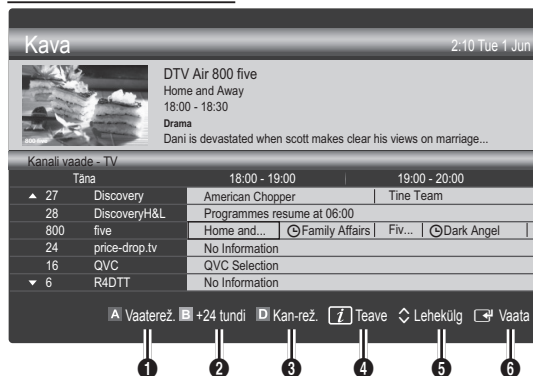 Kava
2:10 Tue 1 Jun
DTV Air 800 five
Home and Away
18:00 - 18:30
Drama
Dani is devastated when scott makes clear his views on marriage...
800 five
Kanali vaade - TV
Täna 18:00 - 19:00 19:00 - 20:00
▲ 27 Discovery American Chopper Tine Team
28 DiscoveryH&L Programmes resume at 06:00
800 five Home and... Family Affairs Fiv... Dark Angel
24 price-drop.tv No Information
16 QVC QVC Selection
▼ 6 R4DTT No Information
A Vaaterež. B +24 tundi D Kan-rež. i Teave Lehekülg Vaata
1 2 3 4 5 6